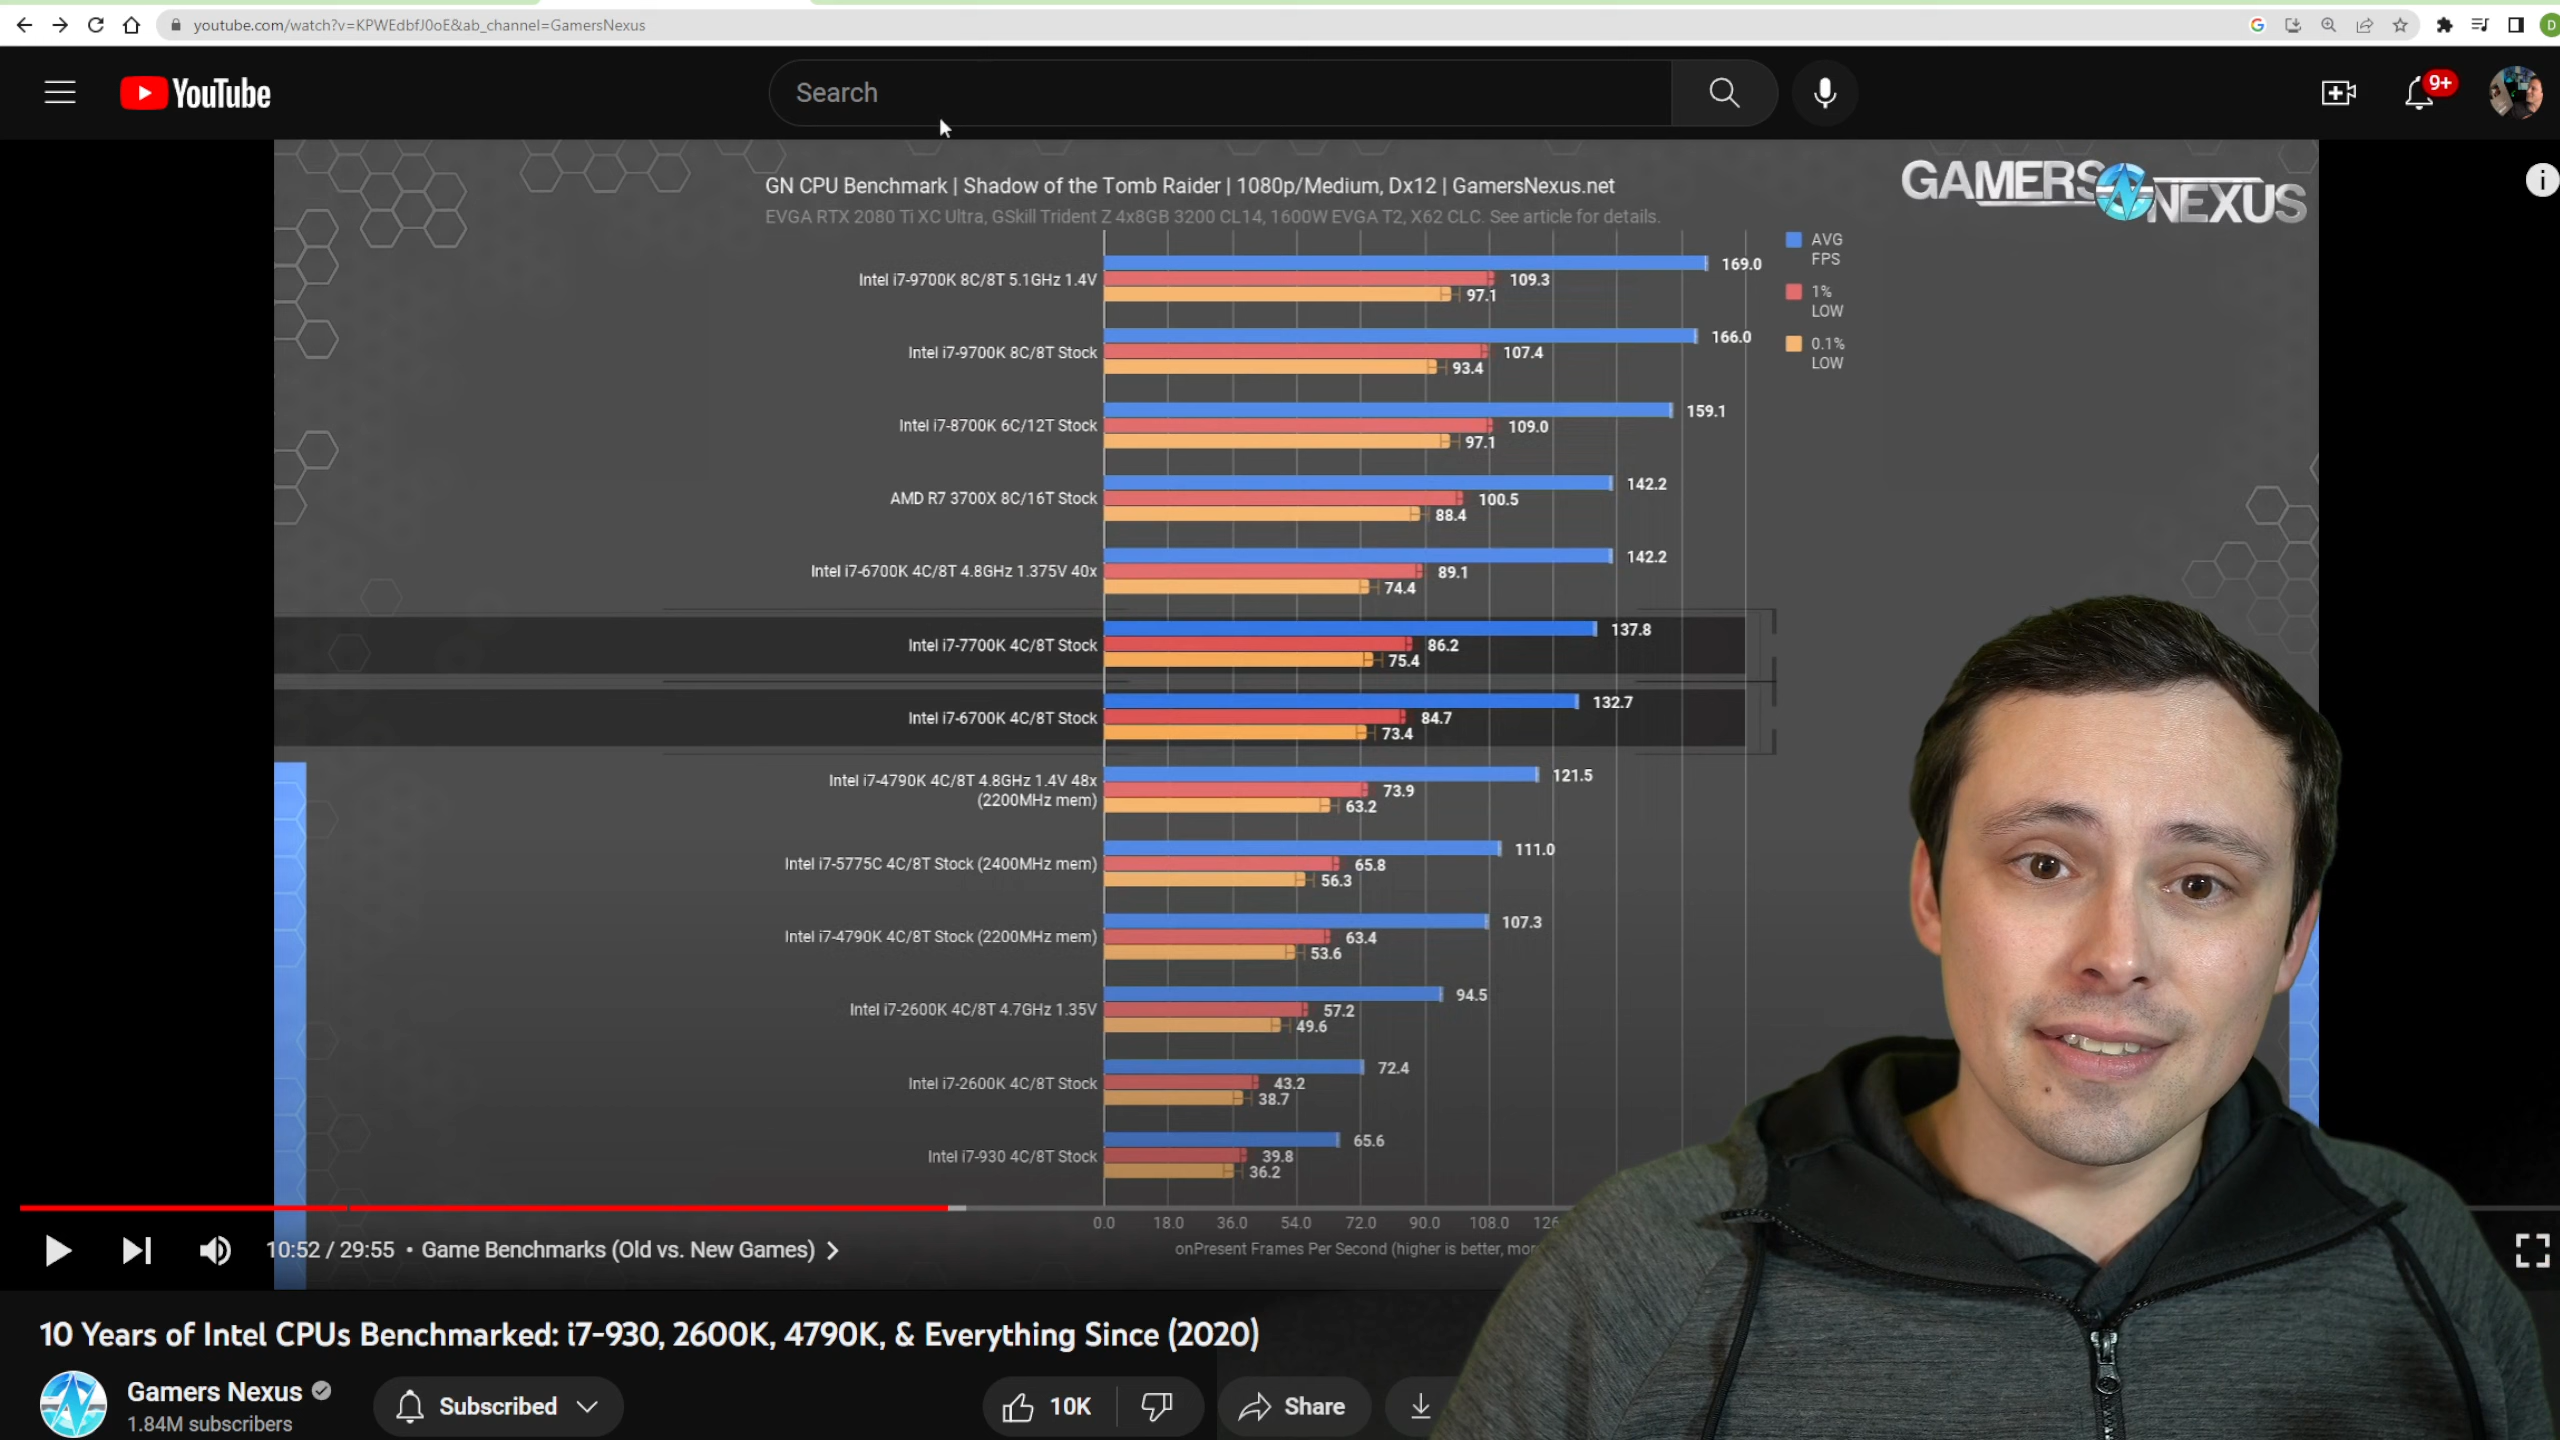 youtube.com/watch?v=KPWEdbfJ0oE&ab_channel=GamersNexus
D
YouTube
Search
9+
GN CPU Benchmark | Shadow of the Tomb Raider | 1080p/Medium, Dx12 | GamersNexus.net
EVGA RTX 2080 Ti XC Ultra, GSkill Trident Z 4x8GB 3200 CL14, 1600W EVGA T2, X62 CLC. See article for details.
GAMERS NEXUS
AVG
FPS
1%
LOW
0.1%
LOW
Intel i7-9700K 8C/8T 5.1GHz 1.4V
169.0
109.3
97.1
Intel i7-9700K 8C/8T Stock
166.0
107.4
93.4
Intel i7-8700K 6C/12T Stock
159.1
109.0
97.1
AMD R7 3700X 8C/16T Stock
142.2
100.5
88.4
Intel i7-6700K 4C/8T 4.8GHz 1.375V 40x
142.2
89.1
74.4
Intel i7-7700K 4C/8T Stock
137.8
86.2
75.4
Intel i7-6700K 4C/8T Stock
132.7
84.7
73.4
Intel i7-4790K 4C/8T 4.8GHz 1.4V 48x
(2200MHz mem)
121.5
73.9
63.2
Intel i7-5775C 4C/8T Stock (2400MHz mem)
111.0
65.8
56.3
Intel i7-4790K 4C/8T Stock (2200MHz mem)
107.3
63.4
53.6
Intel i7-2600K 4C/8T 4.7GHz 1.35V
94.5
57.2
49.6
Intel i7-2600K 4C/8T Stock
72.4
43.2
38.7
Intel i7-930 4C/8T Stock
65.6
39.8
36.2
0.0 18.0 36.0 54.0 72.0 90.0 108.0 126
onPresent Frames Per Second (higher is better, mor
10:52 / 29:55 • Game Benchmarks (Old vs. New Games)
10 Years of Intel CPUs Benchmarked: i7-930, 2600K, 4790K, & Everything Since (2020)
Gamers Nexus
1.84M subscribers
Subscribed
10K
Share